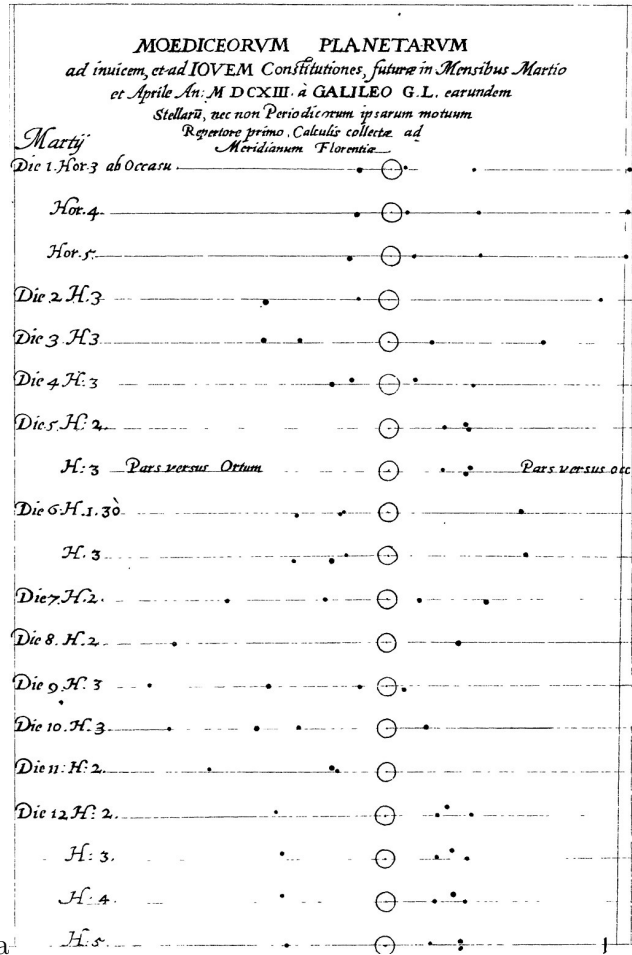 MOEDICEORVM PLANETARVM
ad inuicem, et ad IOVEM Constitutiones, futuræ in Mensibus Martio
et Aprile An: M DCXIII. à GALILEO G.L. earundem
Stellarū, nec non Periodicorum ipsarum motuum
Repertore primo, Calculis collectæ ad
Meridianum Florentiæ
Martij
Die 1. Hor. 3 ab Occasu
Hor. 4.
Hor. 5.
Die 2 H. 3
Die 3 H 3
Die 4 H: 3
Die 5. H: 2.
H: 3 Pars versus Ortum Pars versus occ
Die 6. H. 1. 30
H. 3
Die 7. H. 2.
Die 8. H. 2.
Die 9. H: 3
Die 10. H. 3
Die 11: H: 2.
Die 12 H: 2.
H: 3.
H: 4
H: 5.
a